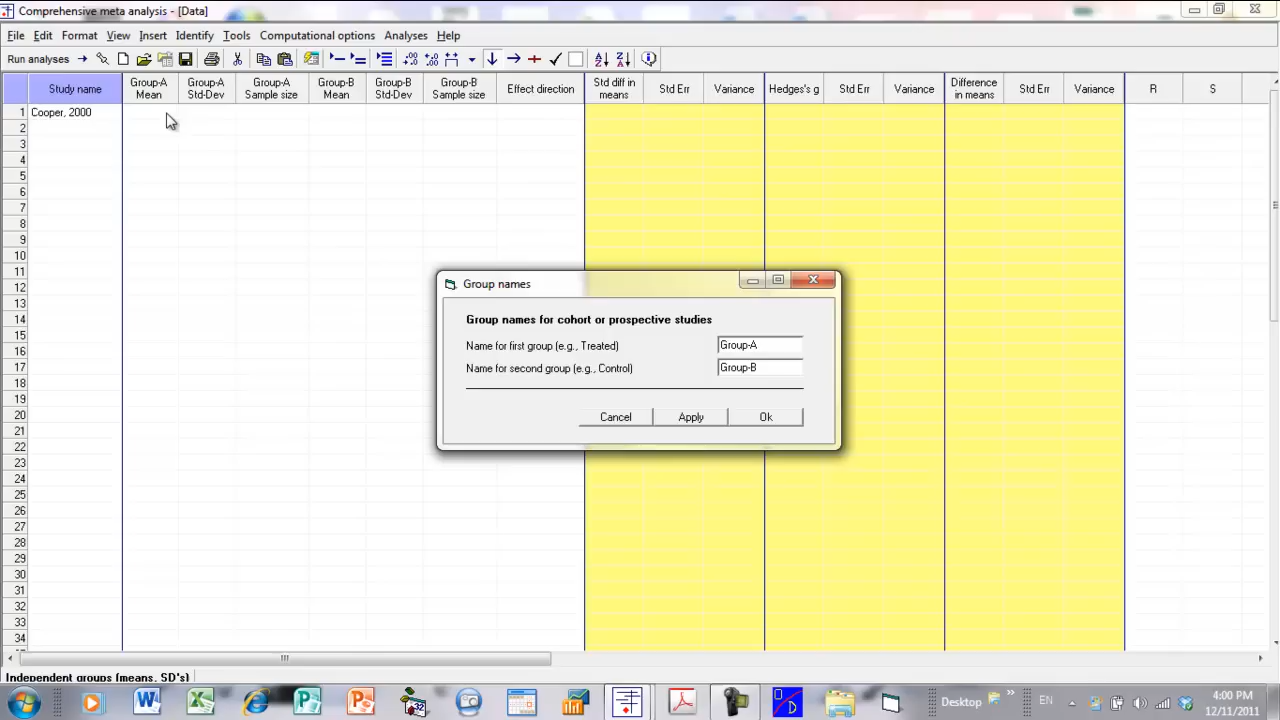 Comprehensive meta analysis - [Data]
File Edit Format View Insert Identify Tools Computational options Analyses Help
Run analyses
Study name
Group-A Mean
Group-A Std-Dev
Group-A Sample size
Group-B Mean
Group-B Std-Dev
Group-B Sample size
Effect direction
Std diff in means
Std Err
Variance
Hedges's g
Std Err
Variance
Difference in means
Std Err
Variance
R
S
1 Cooper, 2000
2
3
4
5
6
7
8
9
10
11
12
13
14
15
16
17
18
19
20
21
22
23
24
25
26
27
28
29
30
31
32
33
34
Group names
Group names for cohort or prospective studies
Name for first group (e.g., Treated) Group-A
Name for second group (e.g., Control) Group-B
Cancel Apply Ok
Independent groups (means, SD's)
Desktop
EN
4:00 PM
12/11/2011